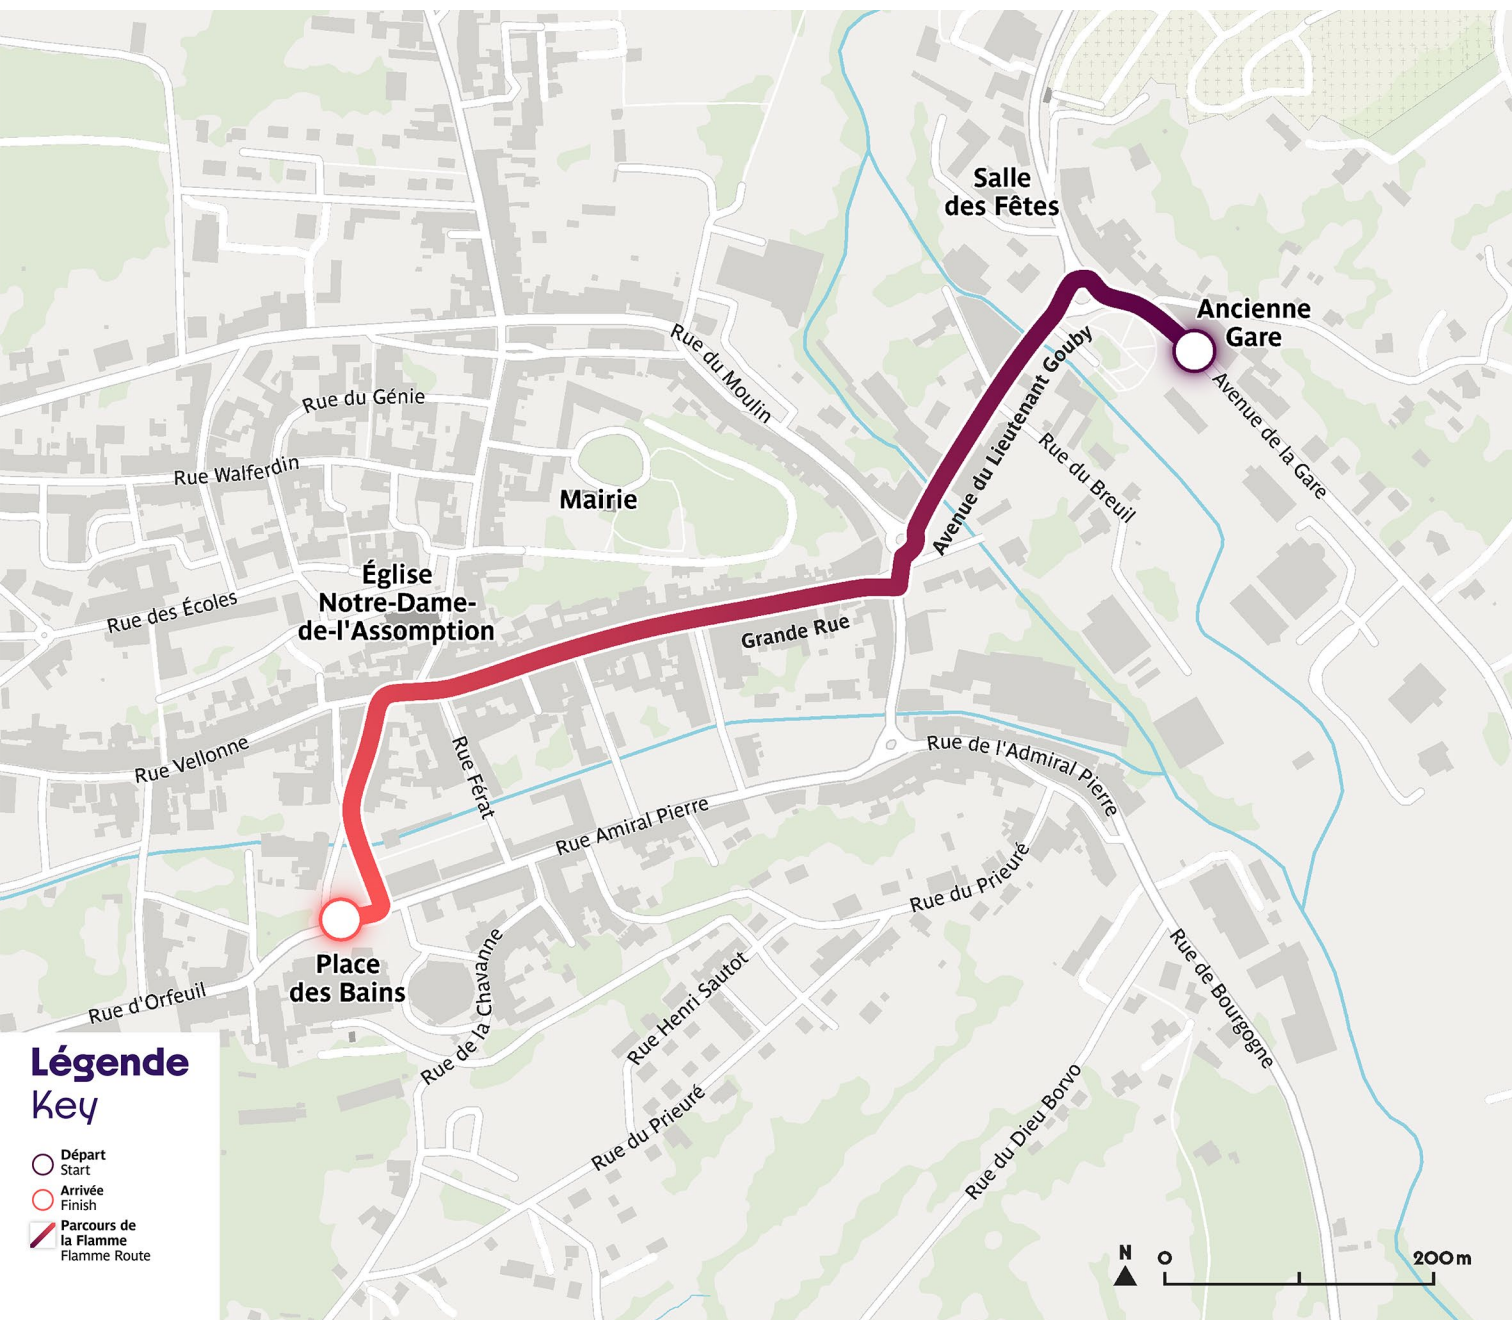 Salle
des Fêtes
Ancienne
Gare
Rue du Moulin
Avenue du Lieutenant Gouby
Avenue de la Gare
Rue du Génie
Rue du Breuil
Rue Walferdin
Mairie
Église
Notre-Dame-
de-l'Assomption
Rue des Écoles
Grande Rue
Rue Vellonne
Rue Férat
Rue de l'Admiral Pierre
Rue Amiral Pierre
Rue du Prieuré
Place
des Bains
Rue d'Orfeuil
Rue de la Chavanne
Rue Henri Sautot
Rue de Bourgogne
Rue du Prieuré
Rue du Dieu Borvo
Légende
Key
Départ
Start
Arrivée
Finish
Parcours de
la Flamme
Flamme Route
N
0
200 m